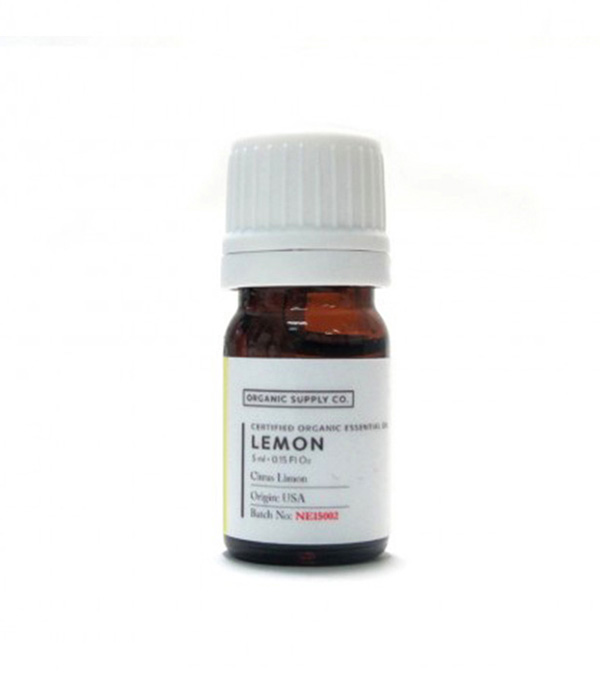 ORGANIC SUPPLY CO.
CERTIFIED ORGANIC ESSENTIAL
LEMON
5 ml - 0.15 Fl Oz
Citrus Limon
Origin: USA
Batch No: NE15002